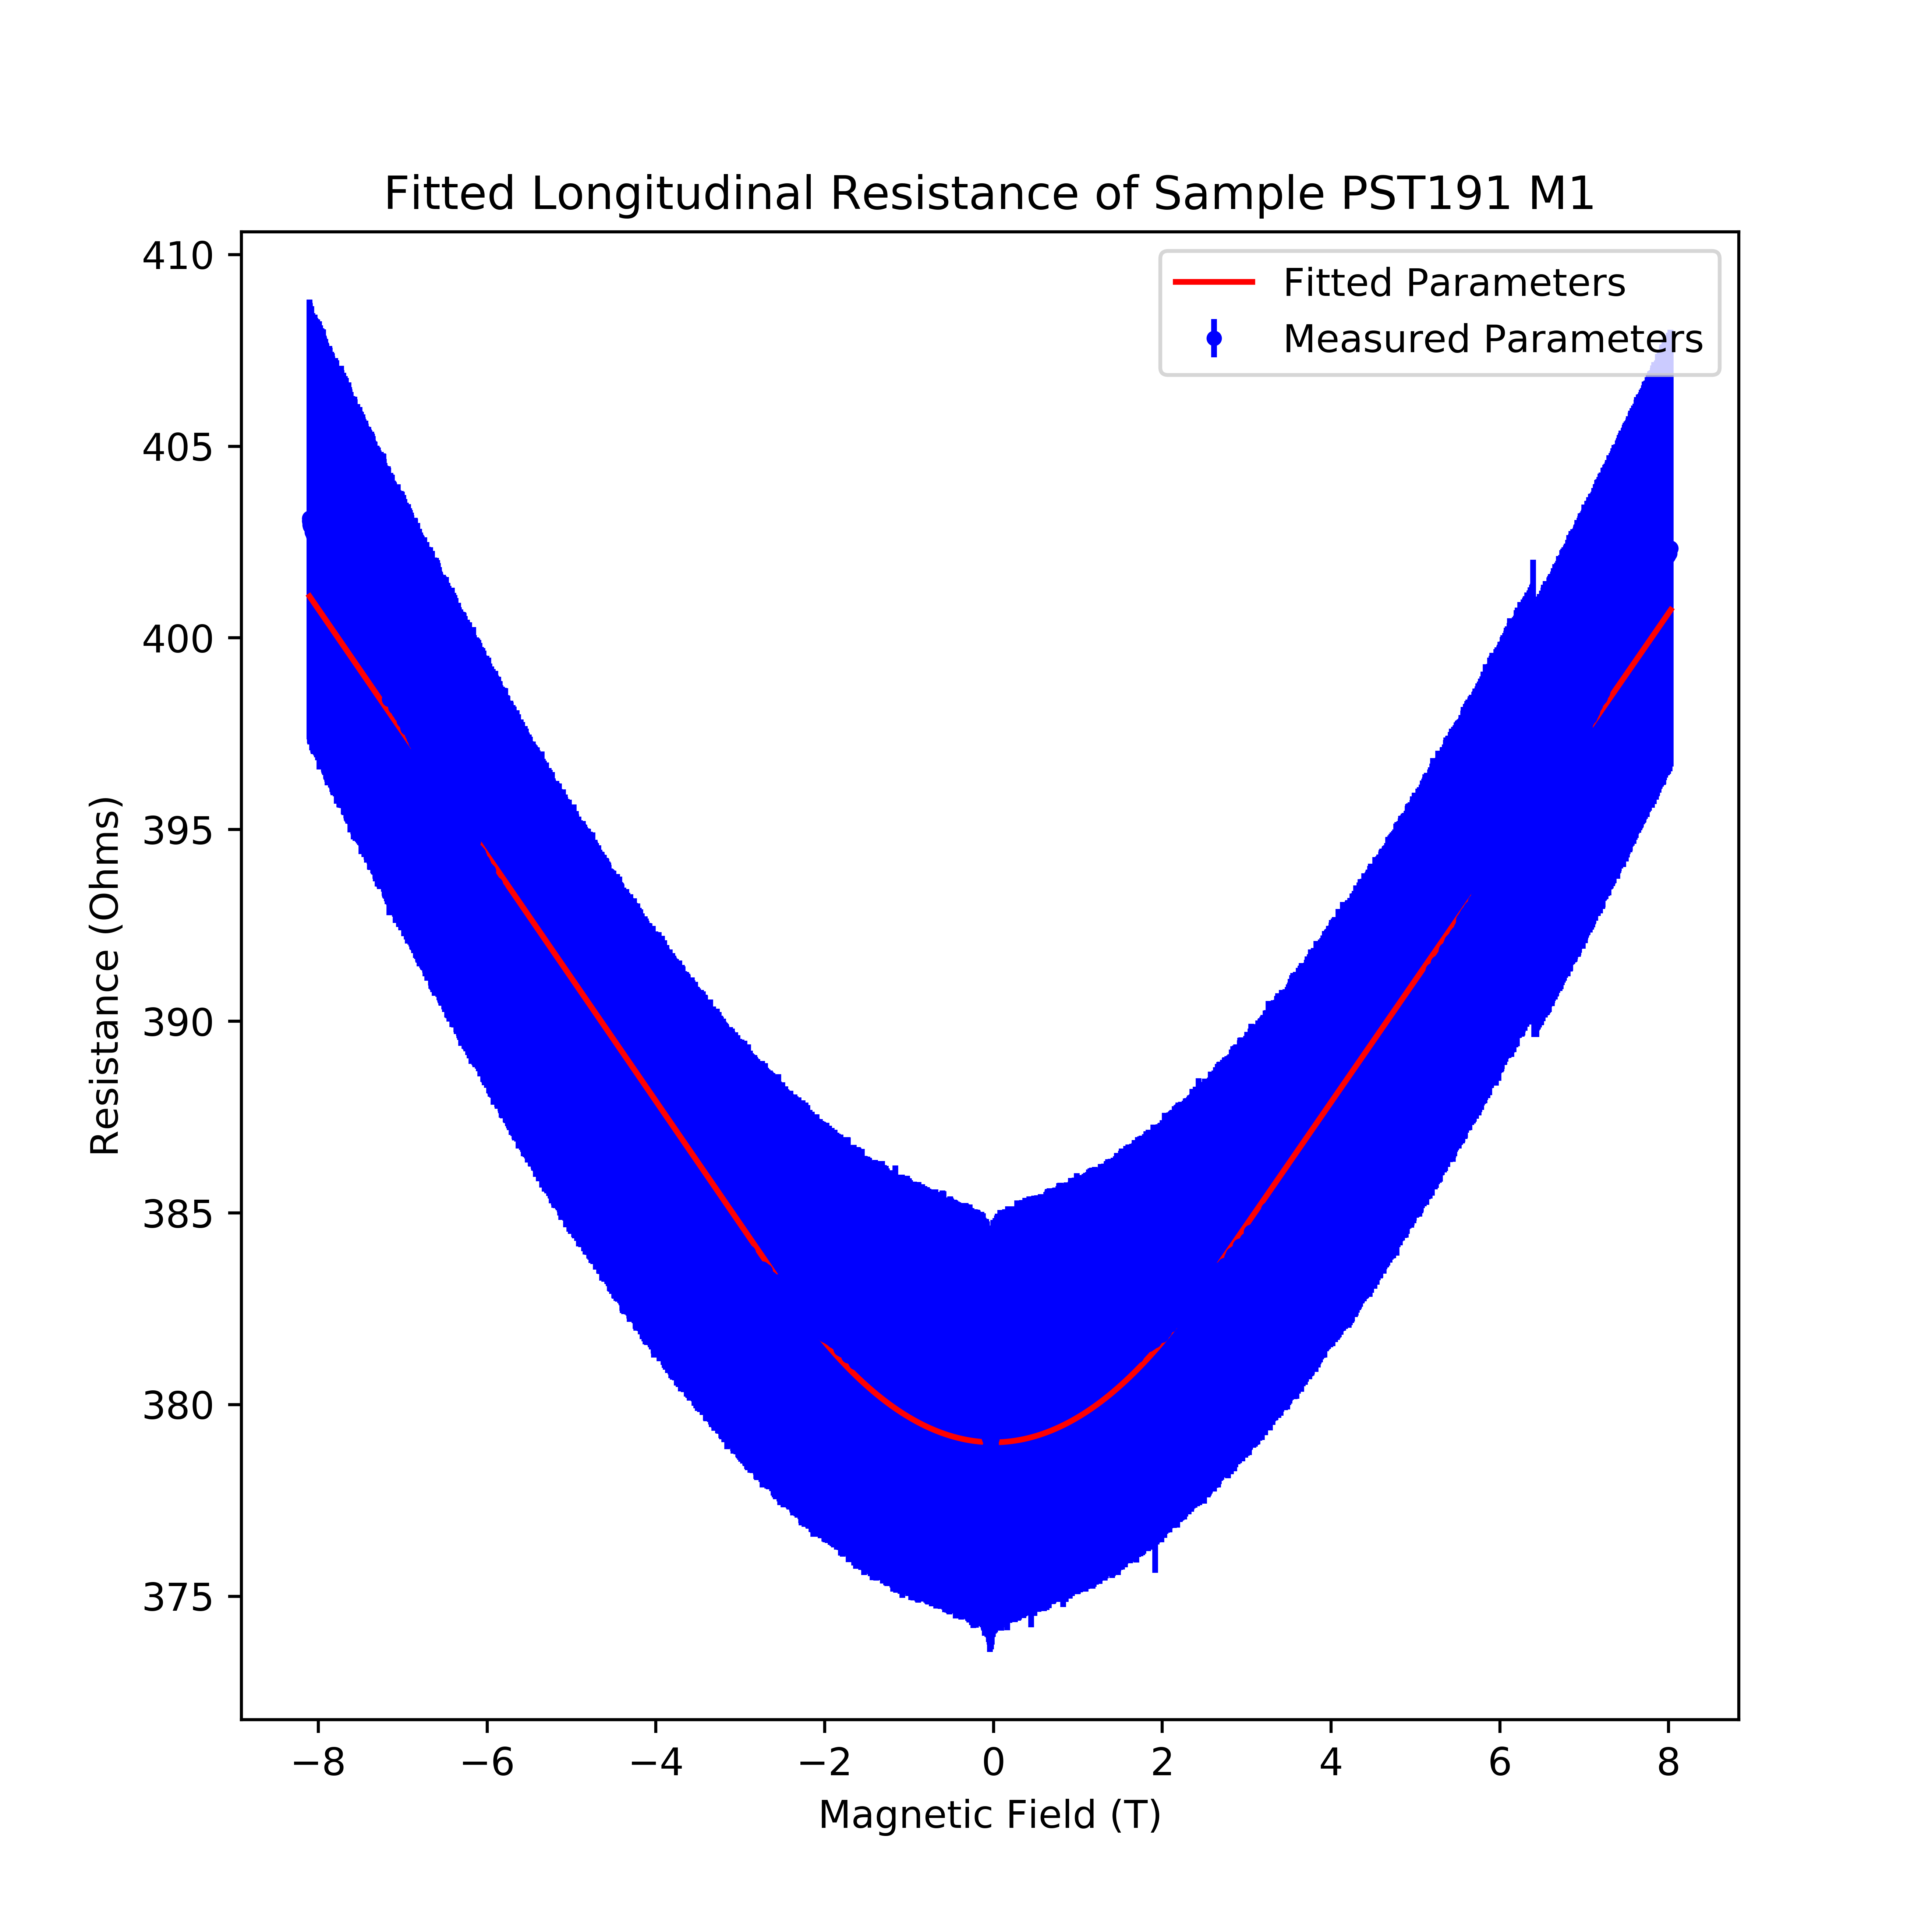 Fitted Longitudinal Resistance of Sample PST191 M1
Fitted Parameters
Measured Parameters
410
405
400
395
390
385
380
375
Resistance (Ohms)
−8 −6 −4 −2 0 2 4 6 8
Magnetic Field (T)